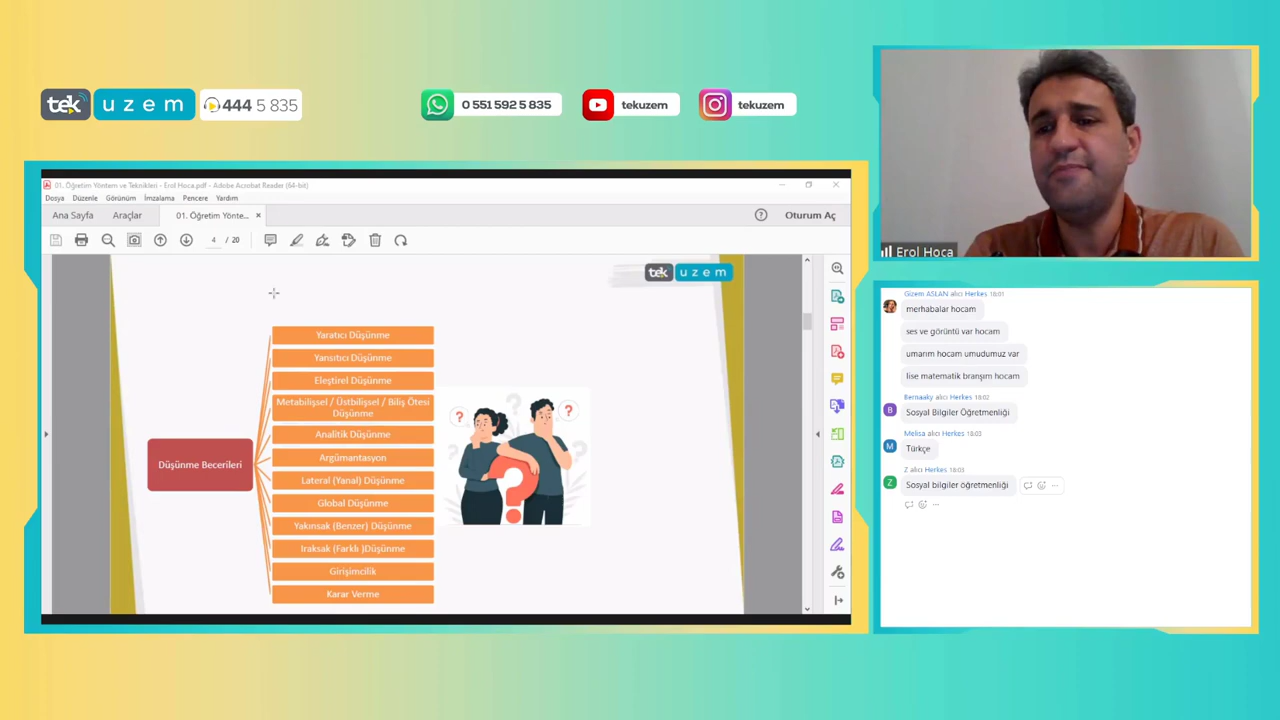 tek
uzem
444 5 835
0 551 592 5 835
tekuzem
tekuzem
01. Öğretim Yöntem ve Teknikleri - Erol Hoca.pdf - Adobe Acrobat Reader (64-bit)
Dosya Düzenle Görünüm İmzalama Pencere Yardım
Ana Sayfa Araçlar 01. Öğretim Yönte... × Oturum Aç
4 / 20
tek uzem
Düşünme Becerileri
Yaratıcı Düşünme
Yansıtıcı Düşünme
Eleştirel Düşünme
Metabilişsel / Üstbilişsel / Biliş Ötesi
Düşünme
Analitik Düşünme
Argümantasyon
Lateral (Yanal) Düşünme
Global Düşünme
Yakınsak (Benzer) Düşünme
Iraksak (Farklı )Düşünme
Girişimcilik
Karar Verme
Erol Hoca
Gizem ASLAN alıcı Herkes 18:01
merhabalar hocam
ses ve görüntü var hocam
umarım hocam umudumuz var
lise matematik branşım hocam
Bernaaky alıcı Herkes 18:02
B
Sosyal Bilgiler Öğretmenliği
Melisa alıcı Herkes 18:03
M
Türkçe
Z alıcı Herkes 18:03
Z
Sosyal bilgiler öğretmenliği